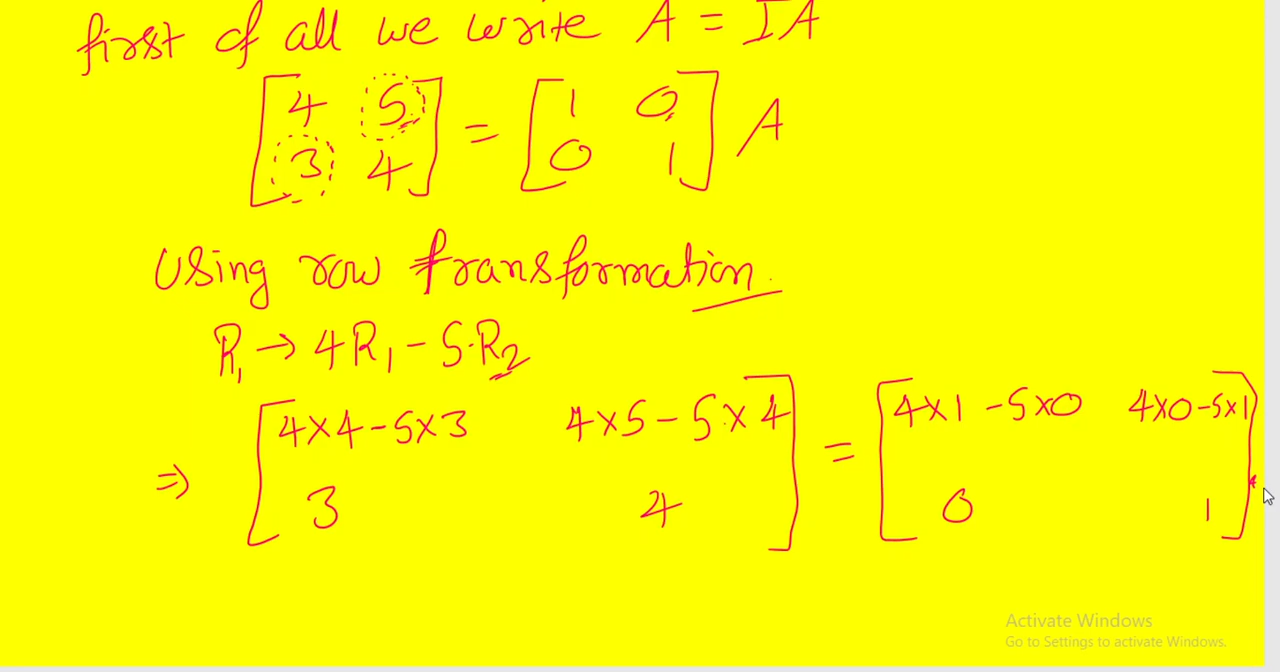 first of all we write A = IA
[4 5 3 4] = [1 0 0 1] A
Using row transformation.
R₁ → 4R₁ - 5·R₂
⇒ [4×4-5×3 4×5-5×4 3 4] = [4×1-5×0 4×0-5×1 0 1]
Activate Windows
Go to Settings to activate Windows.